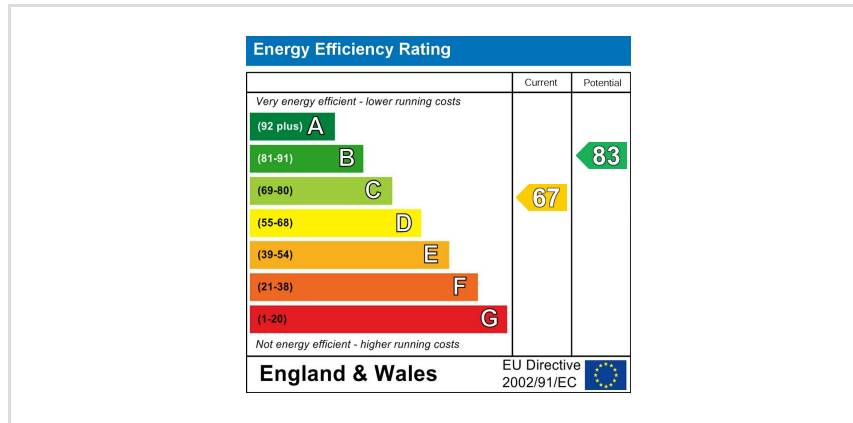 Energy Efficiency Rating
Current Potential
Very energy efficient - lower running costs
(92 plus) A
(81-91) B
83
(69-80) C
67
(55-68) D
(39-54) E
(21-38) F
(1-20) G
Not energy efficient - higher running costs
England & Wales
EU Directive
2002/91/EC